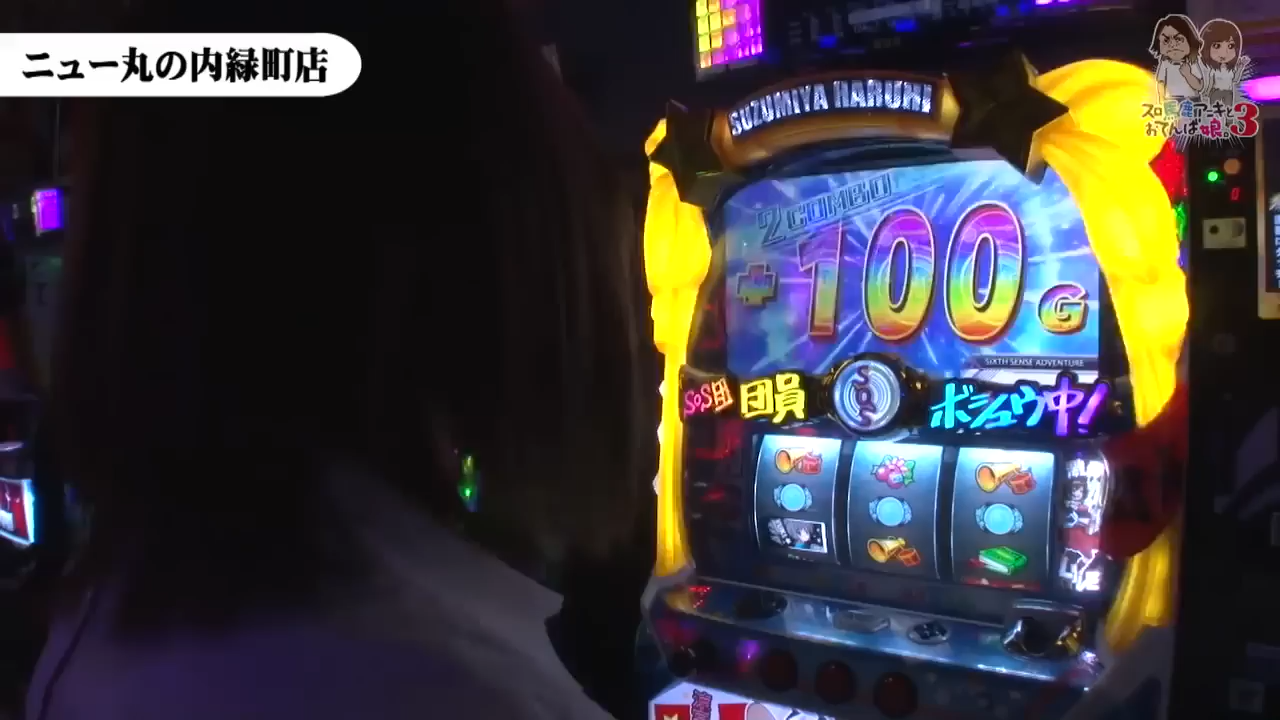 ニュー丸の内緑町店
スロ馬鹿アニキと
おてんば娘。3
SUZUMIYA HARUHI
2COMBO
+100G
SIXTH SENSE ADVENTURE
SOS団 団員 SOS ボシュウ中!